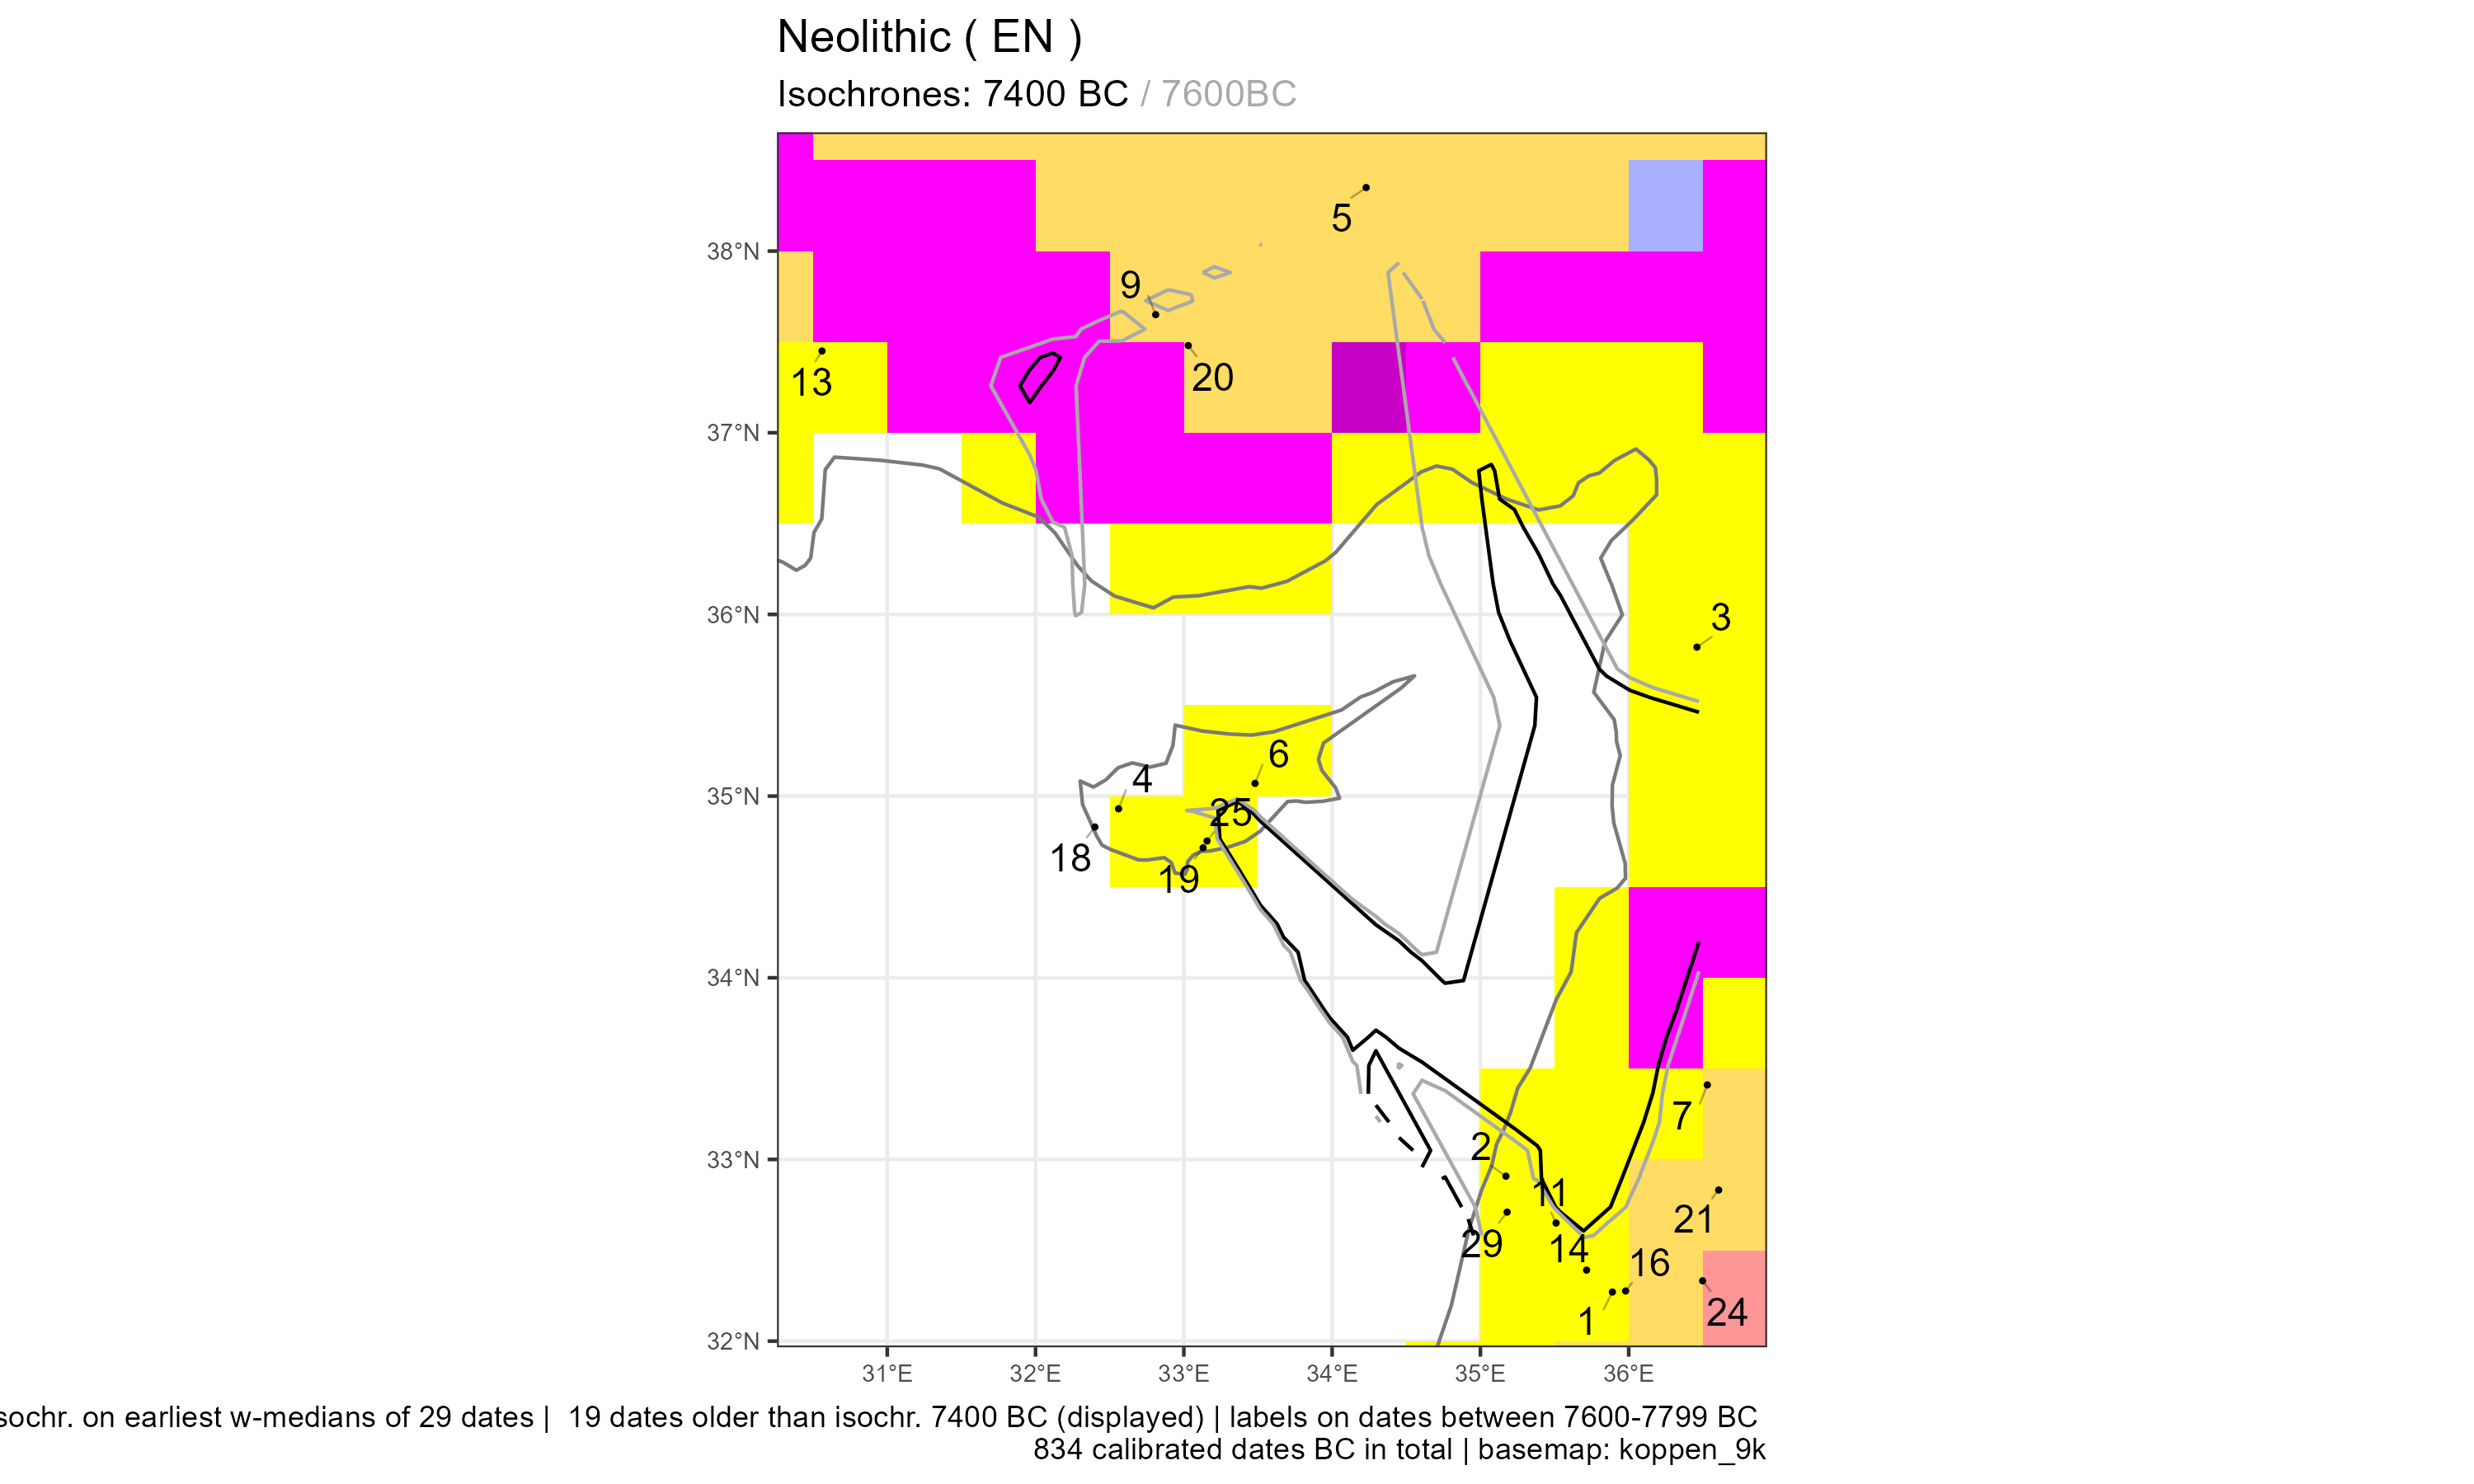 Neolithic ( EN )
Isochrones: 7400 BC / 7600BC
5
38°N
9
13
20
37°N
3
36°N
6
4
35°N
25
18
19
34°N
7
2
33°N
11
21
29
14
16
24
1
32°N
31°E 32°E 33°E 34°E 35°E 36°E
sochr. on earliest w-medians of 29 dates | 19 dates older than isochr. 7400 BC (displayed) | labels on dates between 7600-7799 BC
834 calibrated dates BC in total | basemap: koppen_9k